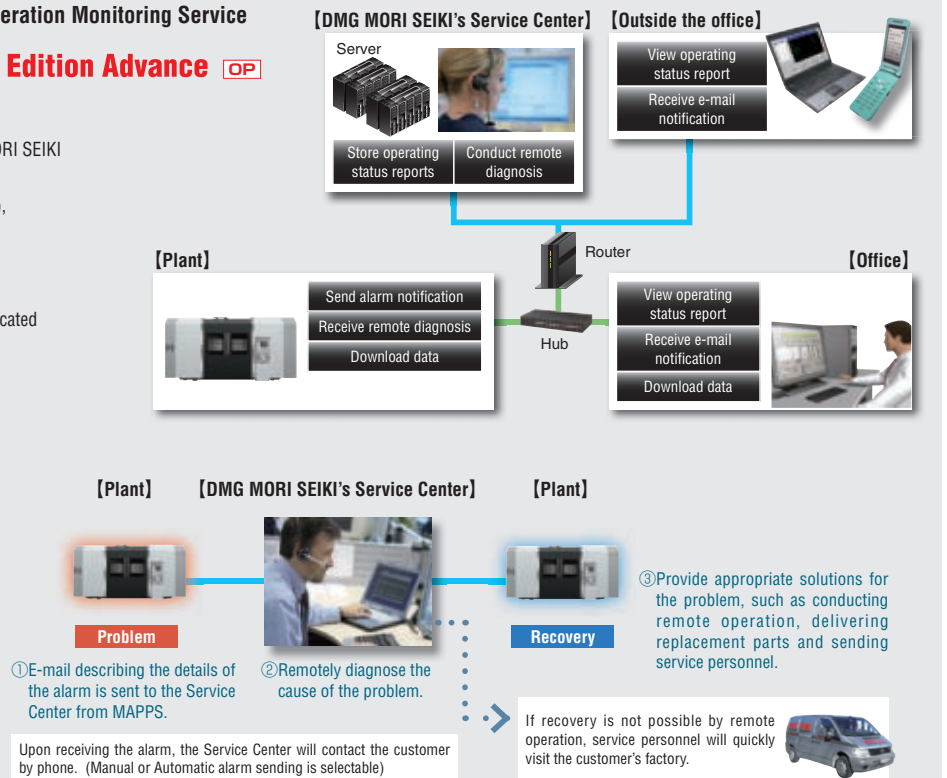 eration Monitoring Service
Edition Advance OP
RI SEIKI
,
cated
【DMG MORI SEIKI's Service Center】
Server
Store operating
status reports
Conduct remote
diagnosis
【Outside the office】
View operating
status report
Receive e-mail
notification
Router
【Plant】
Send alarm notification
Receive remote diagnosis
Download data
Hub
【Office】
View operating
status report
Receive e-mail
notification
Download data
【Plant】
【DMG MORI SEIKI's Service Center】
【Plant】
Problem
Recovery
①E-mail describing the details of
the alarm is sent to the Service
Center from MAPPS.
②Remotely diagnose the
cause of the problem.
③Provide appropriate solutions for
the problem, such as conducting
remote operation, delivering
replacement parts and sending
service personnel.
Upon receiving the alarm, the Service Center will contact the customer
by phone. (Manual or Automatic alarm sending is selectable)
If recovery is not possible by remote
operation, service personnel will quickly
visit the customer's factory.